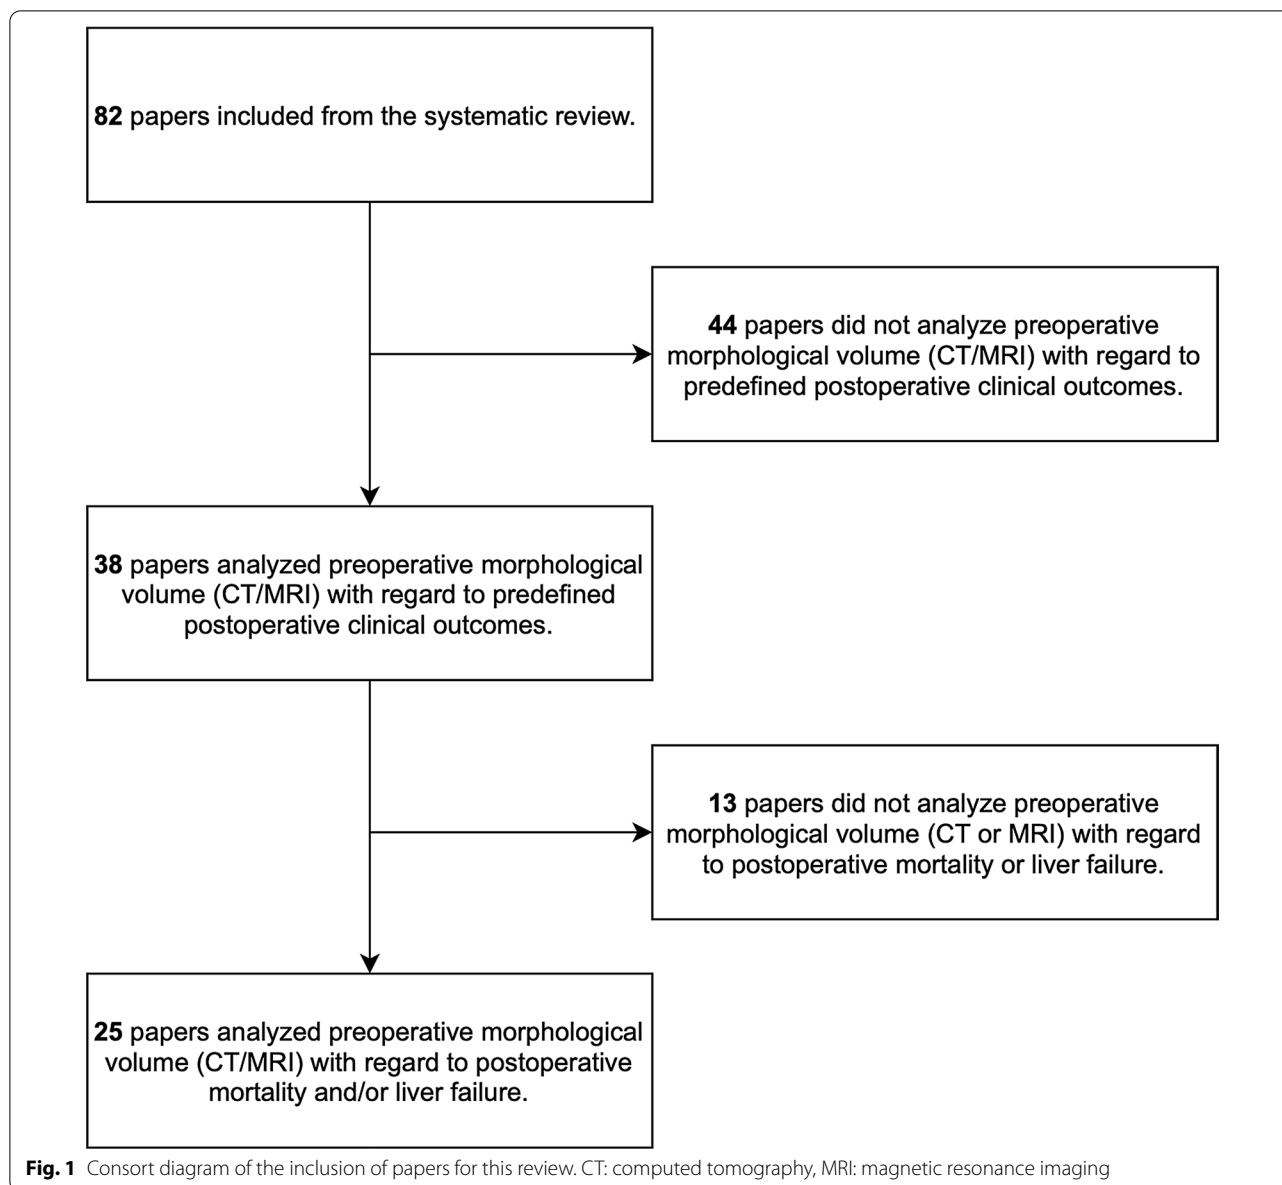 82 papers included from the systematic review.
44 papers did not analyze preoperative
morphological volume (CT/MRI) with regard to
predefined postoperative clinical outcomes.
38 papers analyzed preoperative morphological
volume (CT/MRI) with regard to predefined
postoperative clinical outcomes.
13 papers did not analyze preoperative
morphological volume (CT or MRI) with regard
to postoperative mortality or liver failure.
25 papers analyzed preoperative morphological
volume (CT/MRI) with regard to postoperative
mortality and/or liver failure.
Fig. 1 Consort diagram of the inclusion of papers for this review. CT: computed tomography, MRI: magnetic resonance imaging